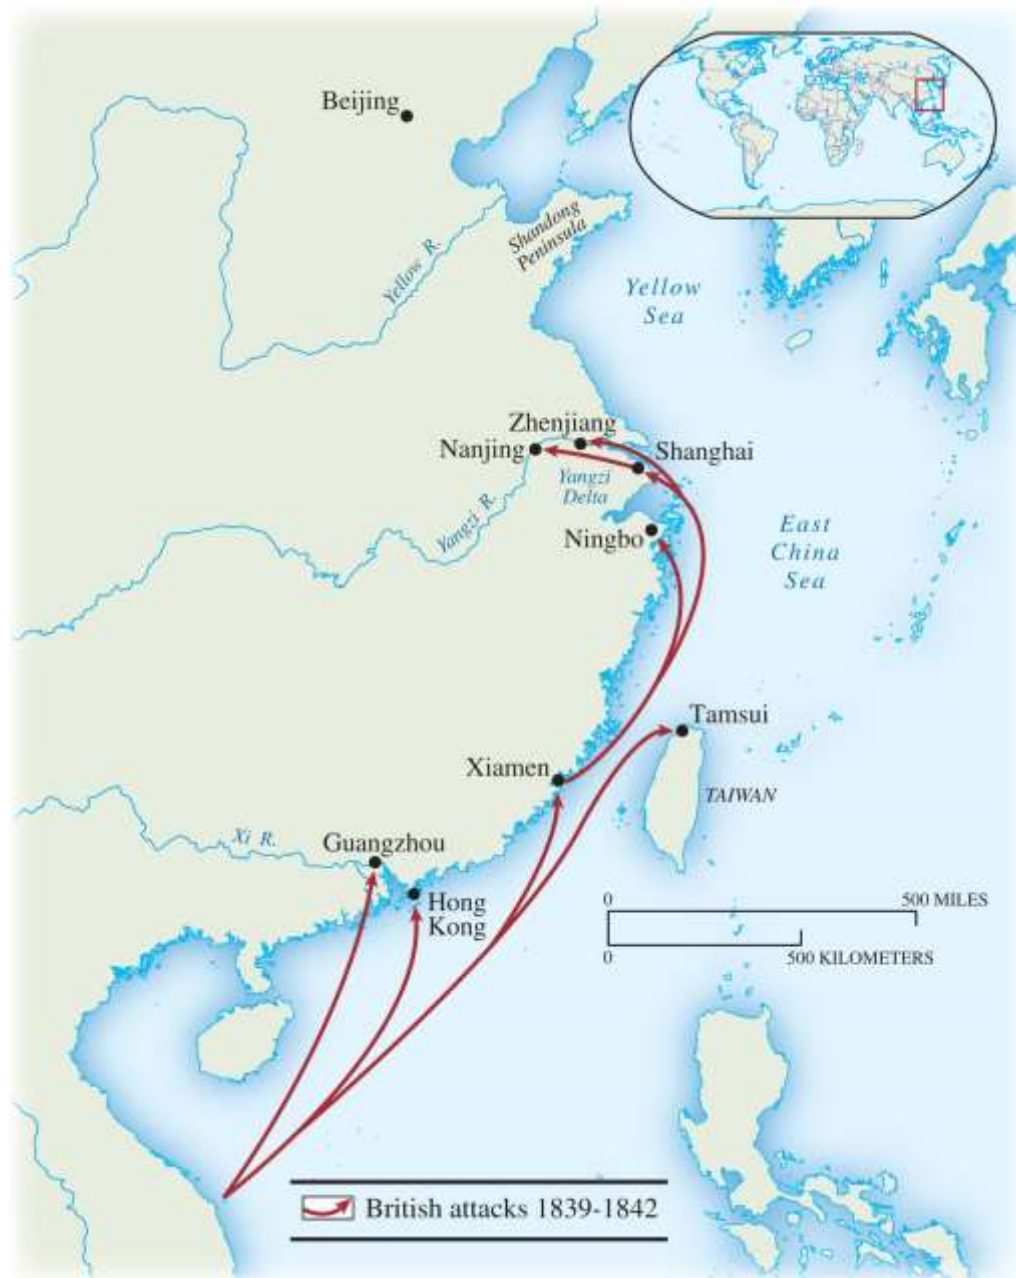 Beijing
Yellow R.
Shandong
Peninsula
Yellow
Sea
Zhenjiang
Nanjing
Shanghai
Yangzi
Delta
Yangzi R.
Ningbo
East
China
Sea
Tamsui
Xiamen
TAIWAN
Xi R.
Guangzhou
Hong
Kong
0 500 MILES
0 500 KILOMETERS
British attacks 1839-1842